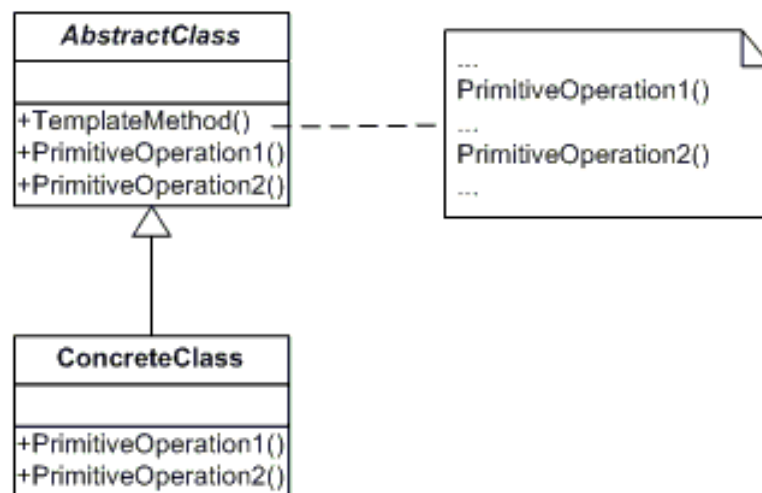 AbstractClass
+TemplateMethod()
+PrimitiveOperation1()
+PrimitiveOperation2()
...
PrimitiveOperation1()
...
PrimitiveOperation2()
...
ConcreteClass
+PrimitiveOperation1()
+PrimitiveOperation2()